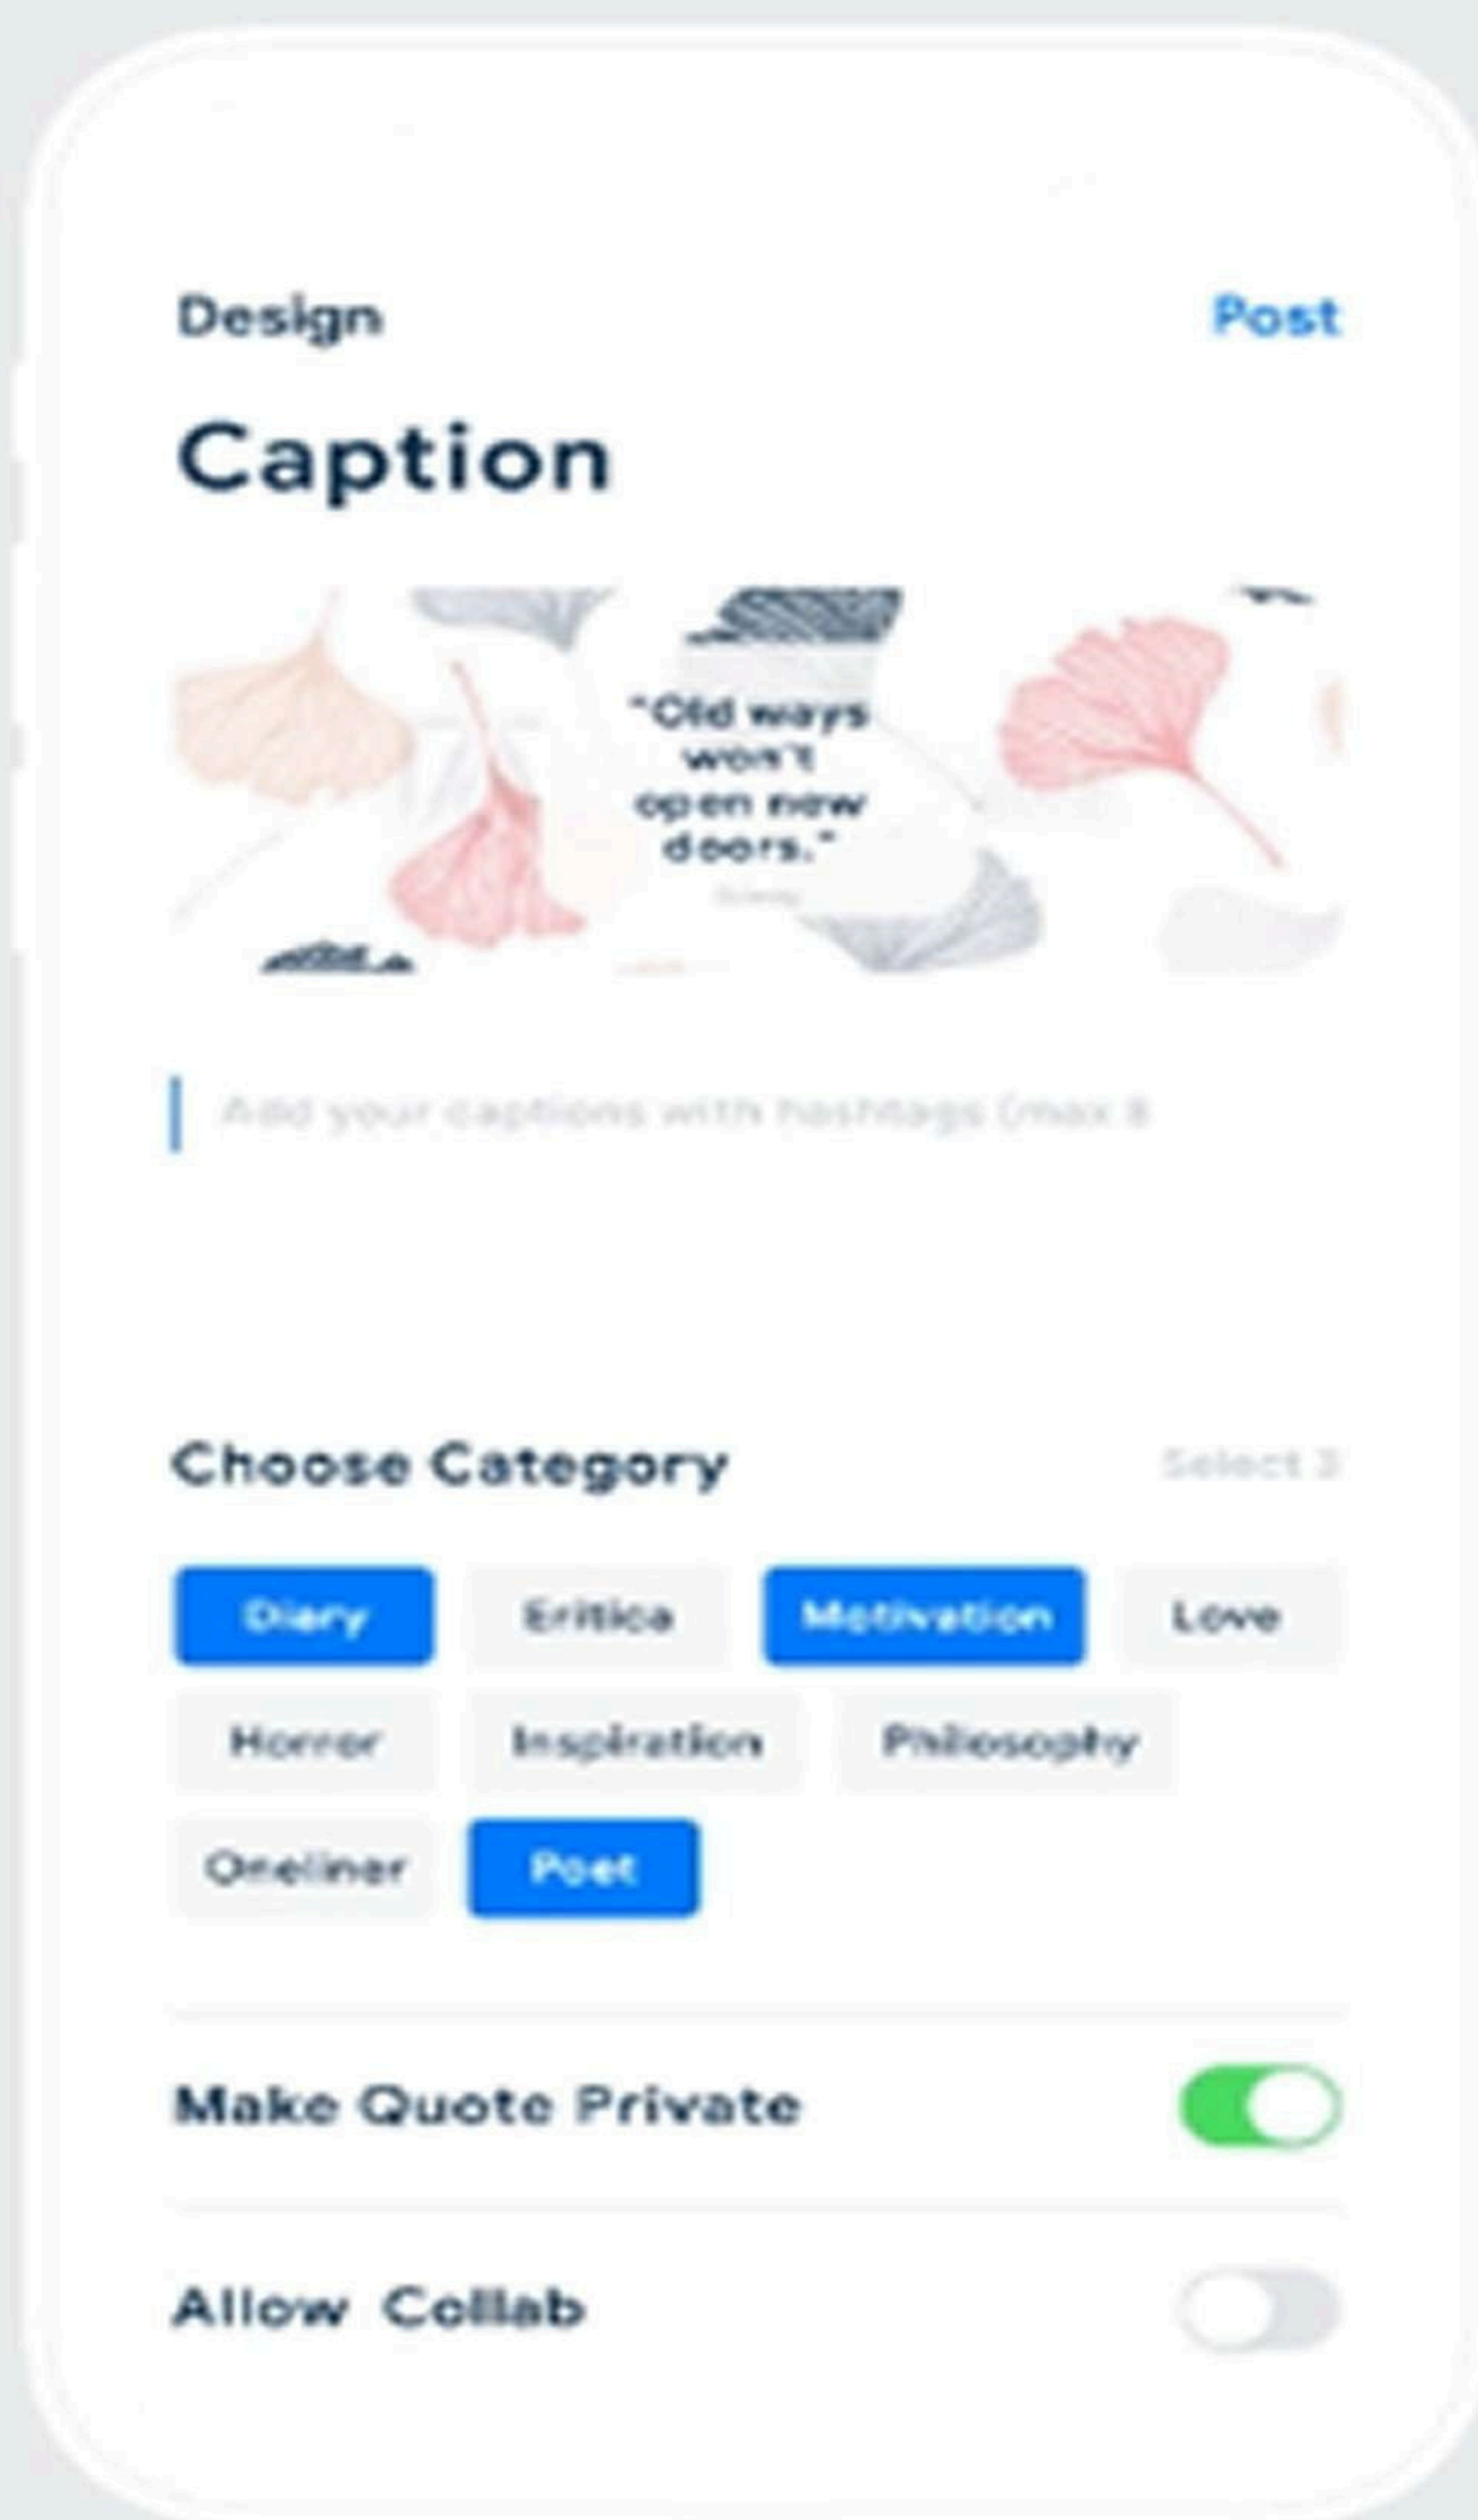 Design
Post
Caption
"Old ways
won't
open new
doors."
Add your captions with hashtags (max 8
Choose Category
Select 3
Diary
Eritica
Motivation
Love
Horror
Inspiration
Philosophy
Oneliner
Poet
Make Quote Private
Allow Collab